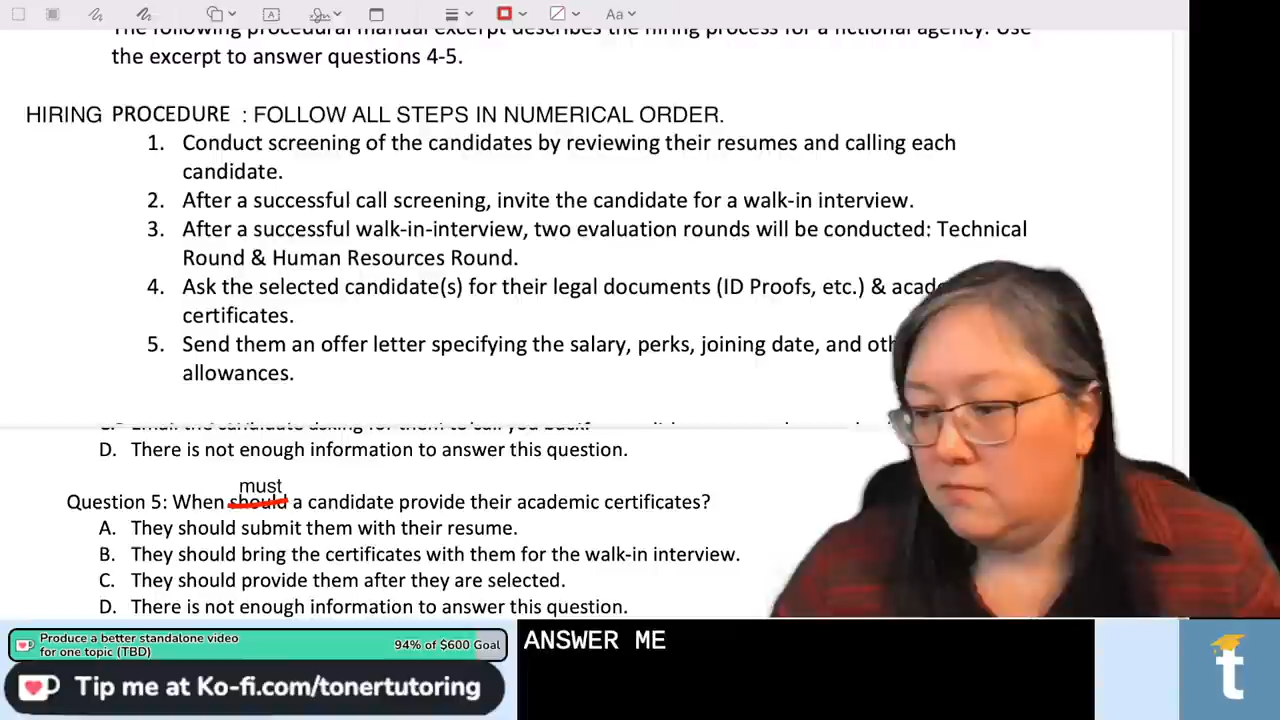 Aa
The following procedural manual excerpt describes the hiring process for a fictional agency. Use
the excerpt to answer questions 4-5.
HIRING PROCEDURE : FOLLOW ALL STEPS IN NUMERICAL ORDER.
1. Conduct screening of the candidates by reviewing their resumes and calling each
candidate.
2. After a successful call screening, invite the candidate for a walk-in interview.
3. After a successful walk-in-interview, two evaluation rounds will be conducted: Technical
Round & Human Resources Round.
4. Ask the selected candidate(s) for their legal documents (ID Proofs, etc.) &
certificates.
5. Send them an offer letter specifying the salary, perks, joining date, and
allowances.
D. There is not enough information to answer this question.
must
Question 5: When should a candidate provide their academic certificates?
A. They should submit them with their resume.
B. They should bring the certificates with them for the walk-in interview.
C. They should provide them after they are selected.
D. There is not enough information to answer this question.
Produce a better standalone video
for one topic (TBD)
94% of $600 Goal
ANSWER ME
Tip me at Ko-fi.com/tonertutoring
t